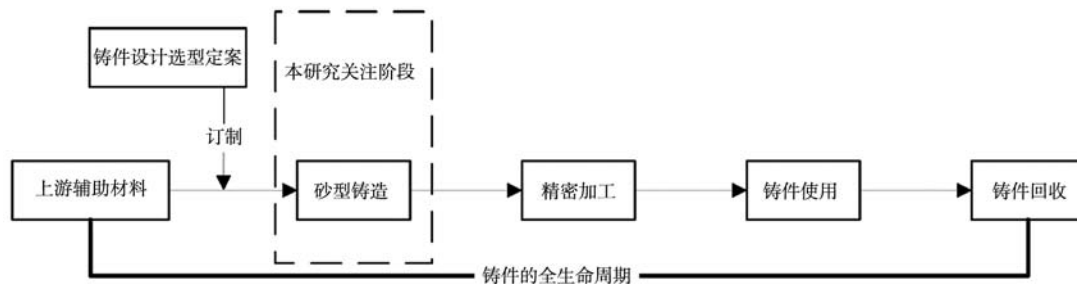 铸件设计选型定案
本研究关注阶段
订制
上游辅助材料
砂型铸造
精密加工
铸件使用
铸件回收
铸件的全生命周期